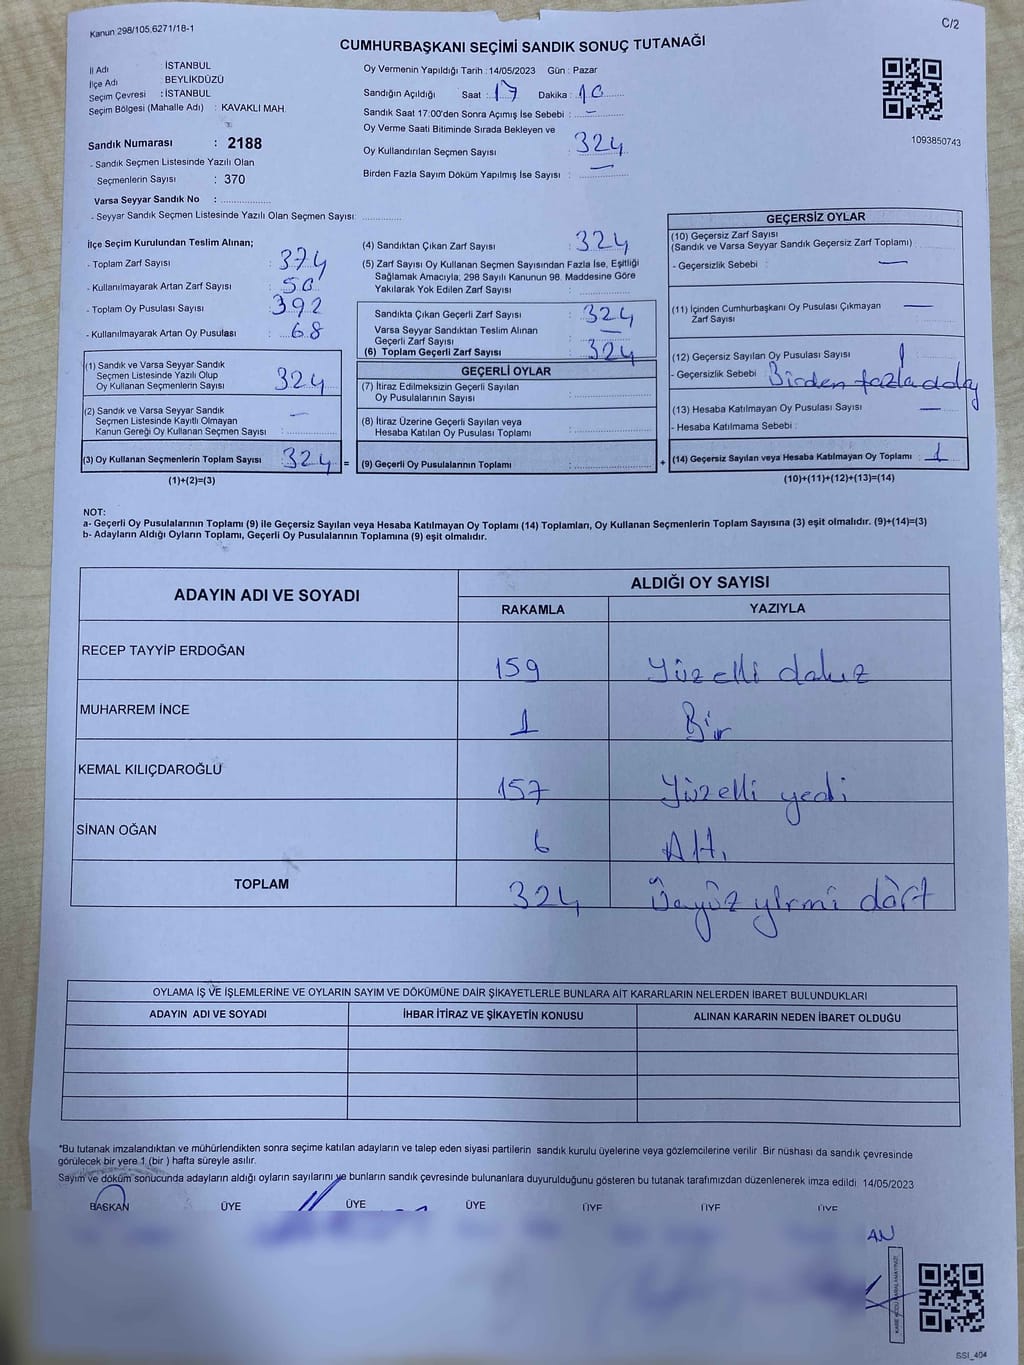 Kanun 298/105,6271/18-1
C/2
CUMHURBAŞKANI SEÇİMİ SANDIK SONUÇ TUTANAĞI
İl Adı : İSTANBUL
İlçe Adı : BEYLİKDÜZÜ
Seçim Çevresi : İSTANBUL
Seçim Bölgesi (Mahalle Adı) : KAVAKLI MAH.
Sandık Numarası : 2188
- Sandık Seçmen Listesinde Yazılı Olan
Seçmenlerin Sayısı : 370
Varsa Seyyar Sandık No : ....................
- Seyyar Sandık Seçmen Listesinde Yazılı Olan Seçmen Sayısı: ............
Oy Vermenin Yapıldığı Tarih : 14/05/2023 Gün : Pazar
Sandığın Açıldığı Saat : 17 Dakika : 10
Sandık Saat 17:00'den Sonra Açımış İse Sebebi : —
Oy Verme Saati Bitiminde Sırada Bekleyen ve
Oy Kullandırılan Seçmen Sayısı : 324
Birden Fazla Sayım Döküm Yapılmış İse Sayısı : —
1093850743
İlçe Seçim Kurulundan Teslim Alınan;
- Toplam Zarf Sayısı : 374
- Kullanılmayarak Artan Zarf Sayısı : 50
- Toplam Oy Pusulası Sayısı : 392
- Kullanılmayarak Artan Oy Pusulası : 68
(1) Sandık ve Varsa Seyyar Sandık
Seçmen Listesinde Yazılı Olup
Oy Kullanan Seçmenlerin Sayısı : 324
(2) Sandık ve Varsa Seyyar Sandık
Seçmen Listesinde Kayıtlı Olmayan
Kanun Gereği Oy Kullanan Seçmen Sayısı : —
(3) Oy Kullanan Seçmenlerin Toplam Sayısı : 324 =
(1)+(2)=(3)
(4) Sandıktan Çıkan Zarf Sayısı : 324
(5) Zarf Sayısı Oy Kullanan Seçmen Sayısından Fazla İse, Eşitliği
Sağlamak Amacıyla, 298 Sayılı Kanunun 98. Maddesine Göre
Yakılarak Yok Edilen Zarf Sayısı : ....................
Sandıkta Çıkan Geçerli Zarf Sayısı : 324
Varsa Seyyar Sandıktan Teslim Alınan
Geçerli Zarf Sayısı : —
(6) Toplam Geçerli Zarf Sayısı : 324
GEÇERLİ OYLAR
(7) İtiraz Edilmeksizin Geçerli Sayılan
Oy Pusulalarının Sayısı : ....................
(8) İtiraz Üzerine Geçerli Sayılan veya
Hesaba Katılan Oy Pusulası Toplamı : ....................
(9) Geçerli Oy Pusulalarının Toplamı : .................... +
GEÇERSİZ OYLAR
(10) Geçersiz Zarf Sayısı
(Sandık ve Varsa Seyyar Sandık Geçersiz Zarf Toplamı)
- Geçersizlik Sebebi : —
(11) İçinden Cumhurbaşkanı Oy Pusulası Çıkmayan —
Zarf Sayısı
(12) Geçersiz Sayılan Oy Pusulası Sayısı 1
- Geçersizlik Sebebi Birden fazla aday
(13) Hesaba Katılmayan Oy Pusulası Sayısı —
- Hesaba Katılmama Sebebi :
(14) Geçersiz Sayılan veya Hesaba Katılmayan Oy Toplamı : 1
(10)+(11)+(12)+(13)=(14)
NOT:
a- Geçerli Oy Pusulalarının Toplamı (9) ile Geçersiz Sayılan veya Hesaba Katılmayan Oy Toplamı (14) Toplamları, Oy Kullanan Seçmenlerin Toplam Sayısına (3) eşit olmalıdır. (9)+(14)=(3)
b- Adayların Aldığı Oyların Toplamı, Geçerli Oy Pusulalarının Toplamına (9) eşit olmalıdır.
ADAYIN ADI VE SOYADI
ALDIĞI OY SAYISI
RAKAMLA YAZIYLA
RECEP TAYYİP ERDOĞAN 159 Yüzelli dokuz
MUHARREM İNCE 1 Bir
KEMAL KILIÇDAROĞLU 157 Yüzelli yedi
SİNAN OĞAN 6 Altı
TOPLAM 324 Üçyüz yirmi dört
OYLAMA İŞ VE İŞLEMLERİNE VE OYLARIN SAYIM VE DÖKÜMÜNE DAİR ŞİKAYETLERLE BUNLARA AİT KARARLARIN NELERDEN İBARET BULUNDUKLARI
ADAYIN ADI VE SOYADI İHBAR İTİRAZ VE ŞİKAYETİN KONUSU ALINAN KARARIN NEDEN İBARET OLDUĞU
*Bu tutanak imzalandıktan ve mühürlendikten sonra seçime katılan adayların ve talep eden siyasi partilerin sandık kurulu üyelerine veya gözlemcilerine verilir .Bir nüshası da sandık çevresinde
görülecek bir yere 1 (bir ) hafta süreyle asılır.
Sayım ve döküm sonucunda adayların aldığı oyların sayılarını ve bunların sandık çevresinde bulunanlara duyurulduğunu gösteren bu tutanak tarafımızdan düzenlenerek imza edildi. 14/05/2023
BAŞKAN ÜYE ÜYE ÜYE ÜYE ÜYE ÜYE
AN
SSI_404